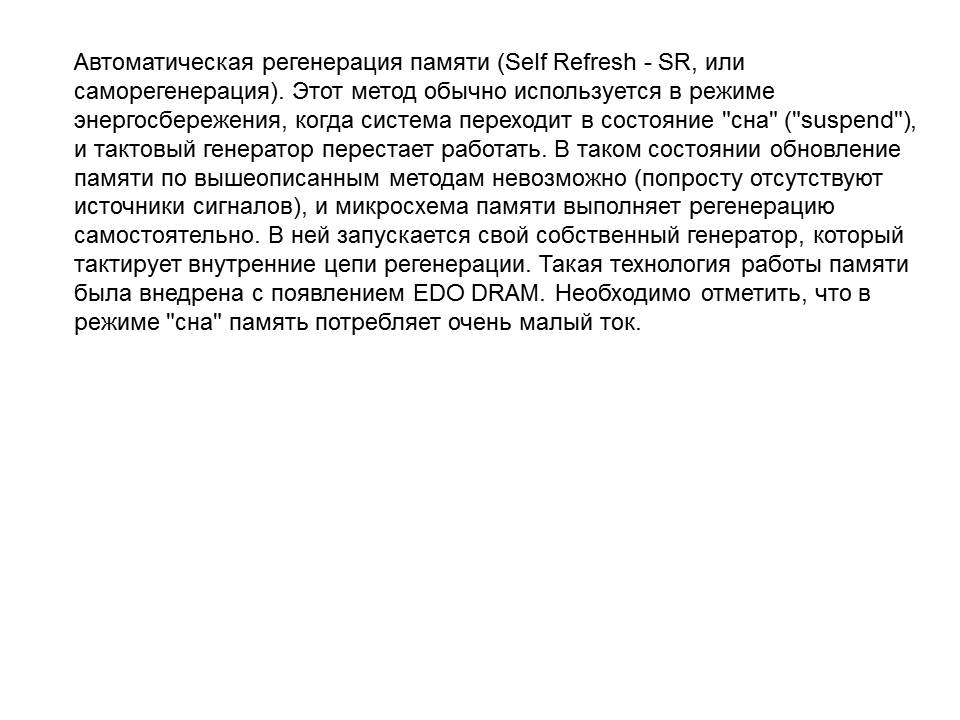 Автоматическая регенерация памяти (Self Refresh - SR, или
саморегенерация). Этот метод обычно используется в режиме
энергосбережения, когда система переходит в состояние "сна" ("suspend"),
и тактовый генератор перестает работать. В таком состоянии обновление
памяти по вышеописанным методам невозможно (попросту отсутствуют
источники сигналов), и микросхема памяти выполняет регенерацию
самостоятельно. В ней запускается свой собственный генератор, который
тактирует внутренние цепи регенерации. Такая технология работы памяти
была внедрена с появлением EDO DRAM. Необходимо отметить, что в
режиме "сна" память потребляет очень малый ток.